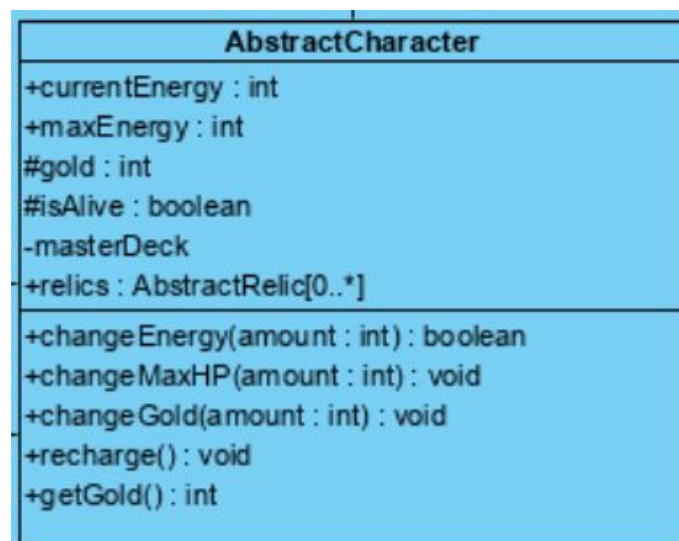 AbstractCharacter
+currentEnergy : int
+maxEnergy : int
#gold : int
#isAlive : boolean
-masterDeck
+relics : AbstractRelic[0..*]
+changeEnergy(amount : int) : boolean
+changeMaxHP(amount : int) : void
+changeGold(amount : int) : void
+recharge() : void
+getGold() : int